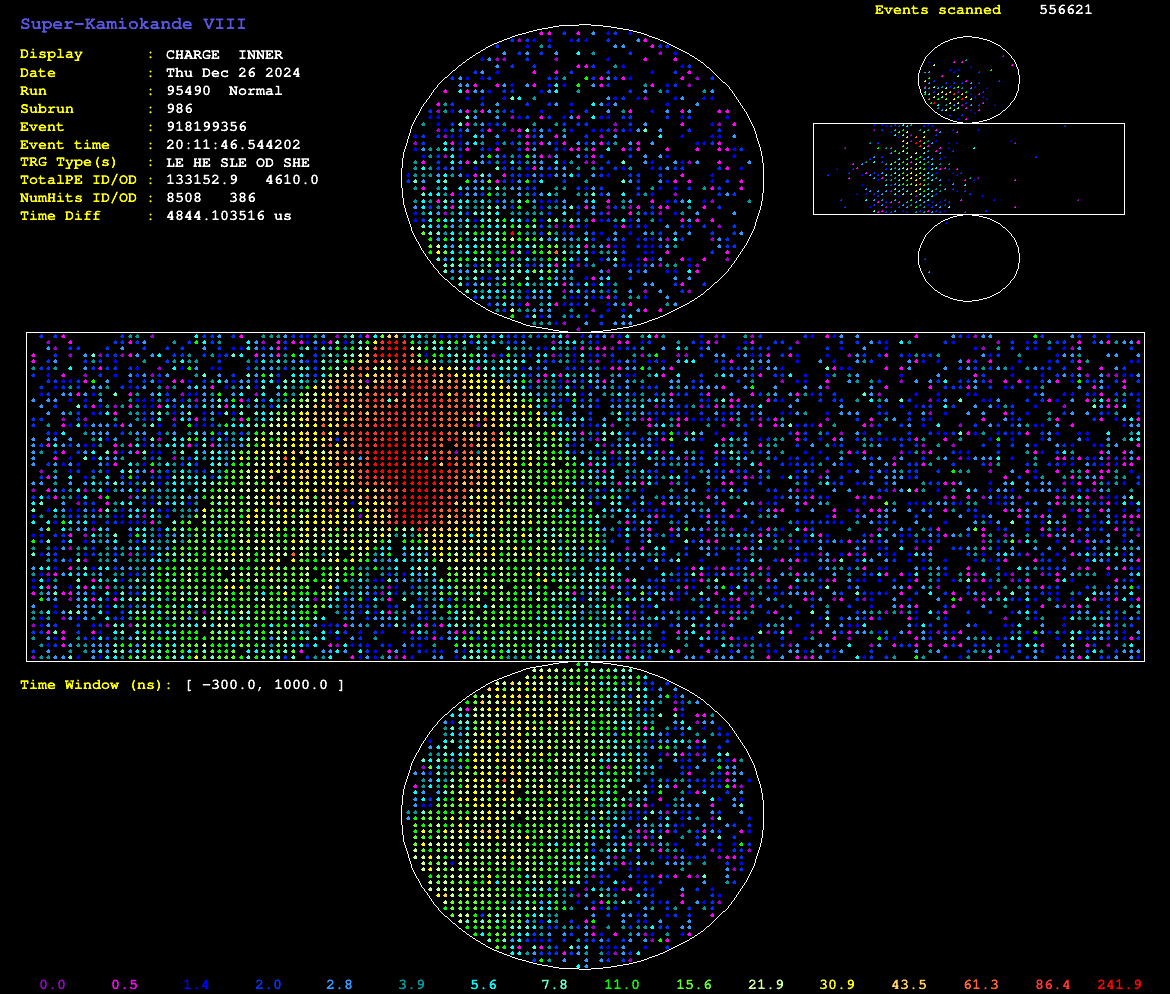 Super-Kamiokande VIII
Events scanned 556621
Display : CHARGE INNER
Date : Thu Dec 26 2024
Run : 95490 Normal
Subrun : 986
Event : 918199356
Event time : 20:11:46.544202
TRG Type(s) : LE HE SLE OD SHE
TotalPE ID/OD : 133152.9 4610.0
NumHits ID/OD : 8508 386
Time Diff : 4844.103516 us
Time Window (ns): [ −300.0, 1000.0 ]
0.0 0.5 1.4 2.0 2.8 3.9 5.6 7.8 11.0 15.6 21.9 30.9 43.5 61.3 86.4 241.9